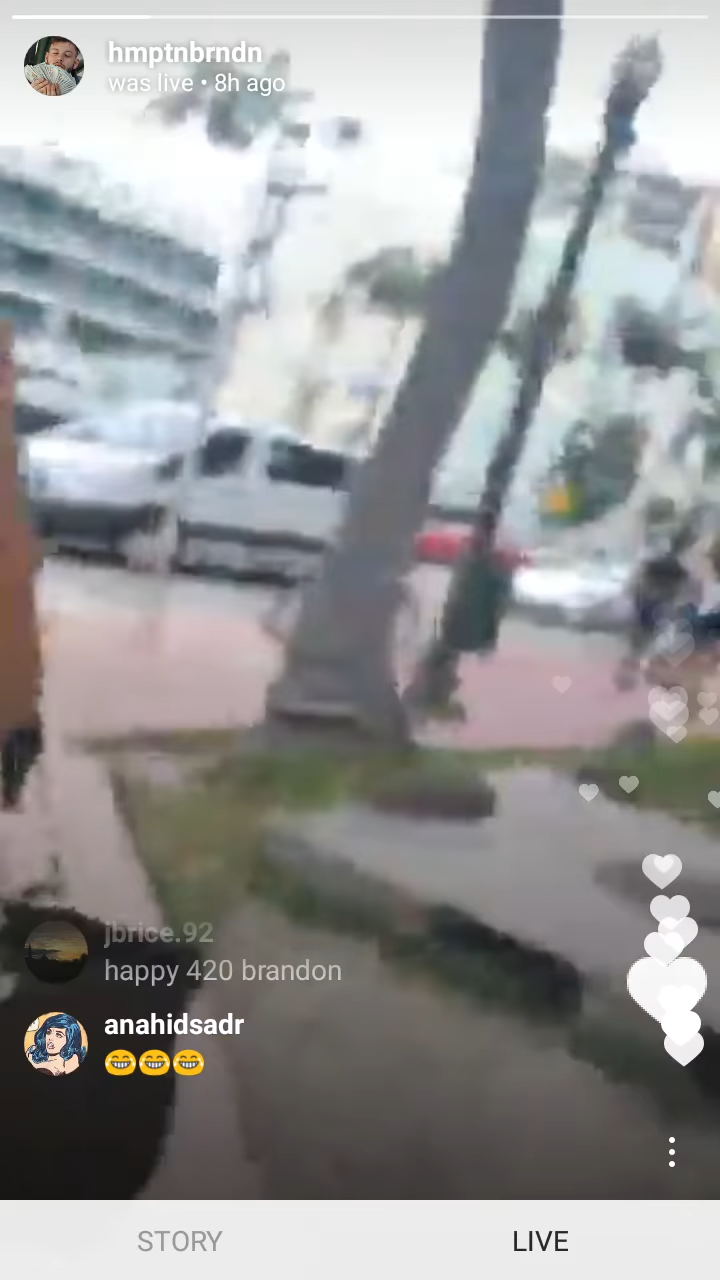 hmptnbrndn
was live • 8h ago
jbrice.92
happy 420 brandon
anahidsadr
😂😂😂
STORY
LIVE